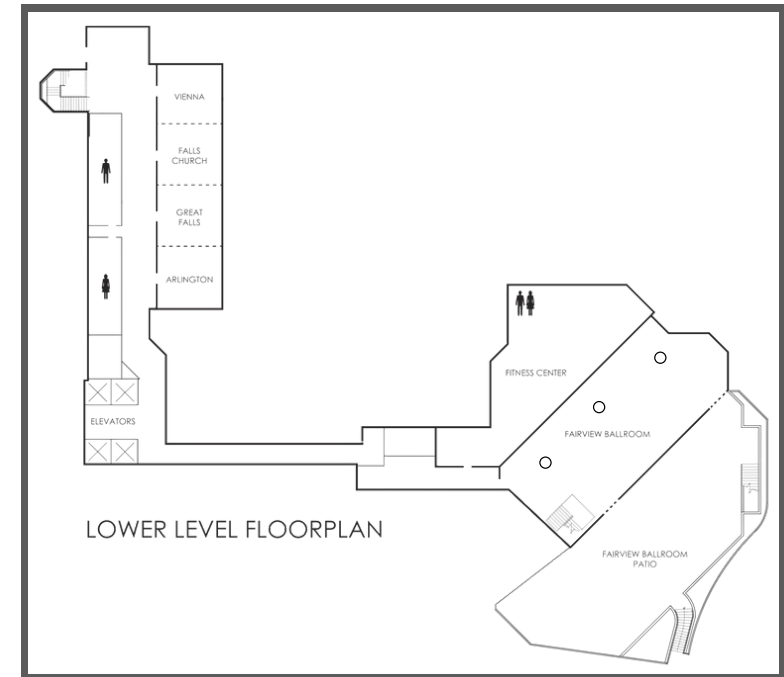 VIENNA
FALLS
CHURCH
GREAT
FALLS
ARLINGTON
FITNESS CENTER
ELEVATORS
FAIRVIEW BALLROOM
LOWER LEVEL FLOORPLAN
FAIRVIEW BALLROOM
PATIO